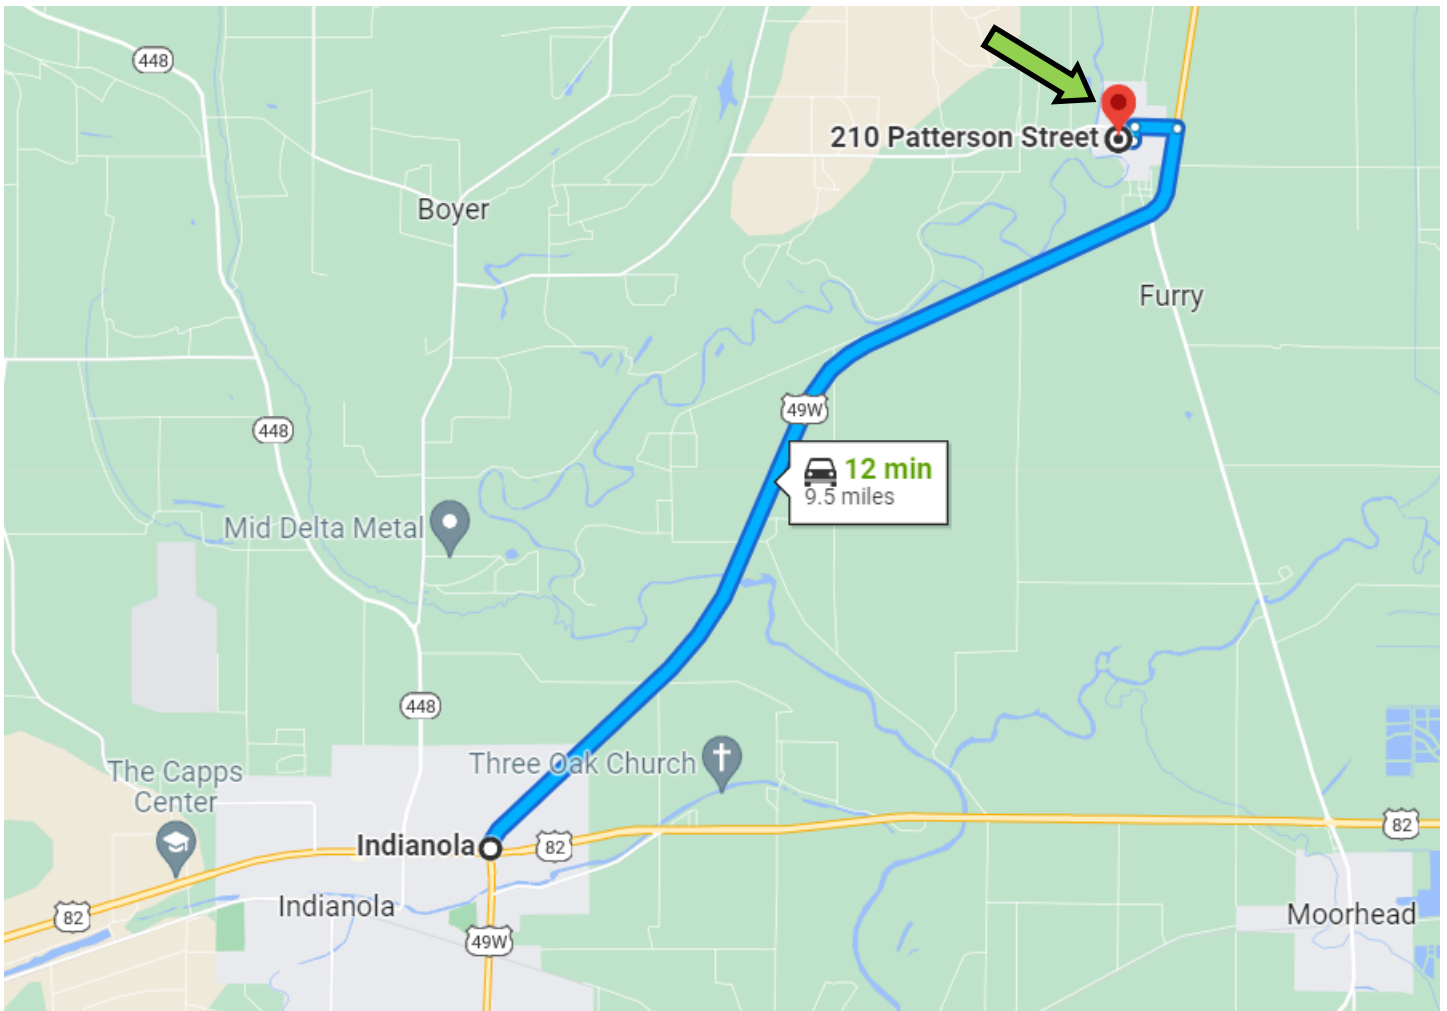 448
210 Patterson Street
Boyer
Furry
49W
448
12 min
9.5 miles
Mid Delta Metal
448
Three Oak Church
The Capps
Center
82
Indianola
82
82
Indianola
Moorhead
49W